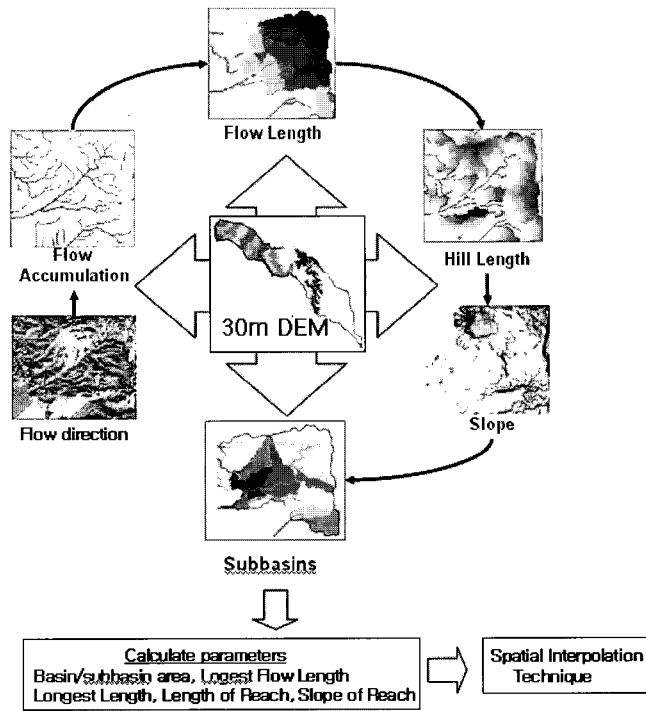 Flow Length
Flow
Accumulation
Hill Length
30m DEM
Flow direction
Slope
Subbasins
Calculate parameters
Basin/subbasin area, Logest Flow Length
Longest Length, Length of Reach, Slope of Reach
Spatial Interpolation
Technique